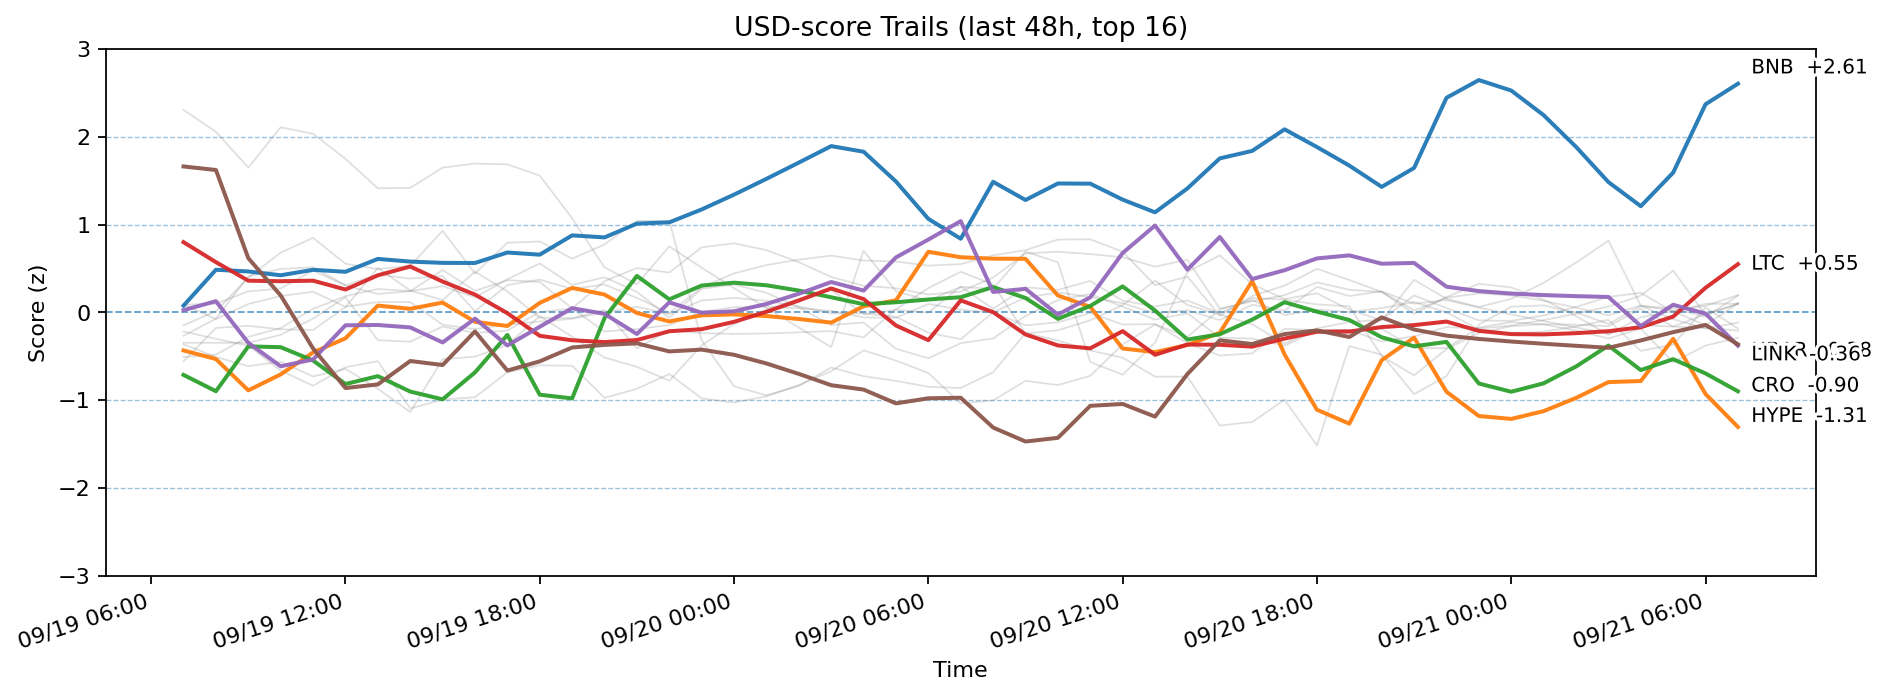 USD-score Trails (last 48h, top 16)
Score (z)
3
2
1
0
−1
−2
−3
BNB +2.61
LTC +0.55
LINK -0.36
CRO -0.90
HYPE -1.31
09/19 06:00
09/19 12:00
09/19 18:00
09/20 00:00
09/20 06:00
09/20 12:00
09/20 18:00
09/21 00:00
09/21 06:00
Time